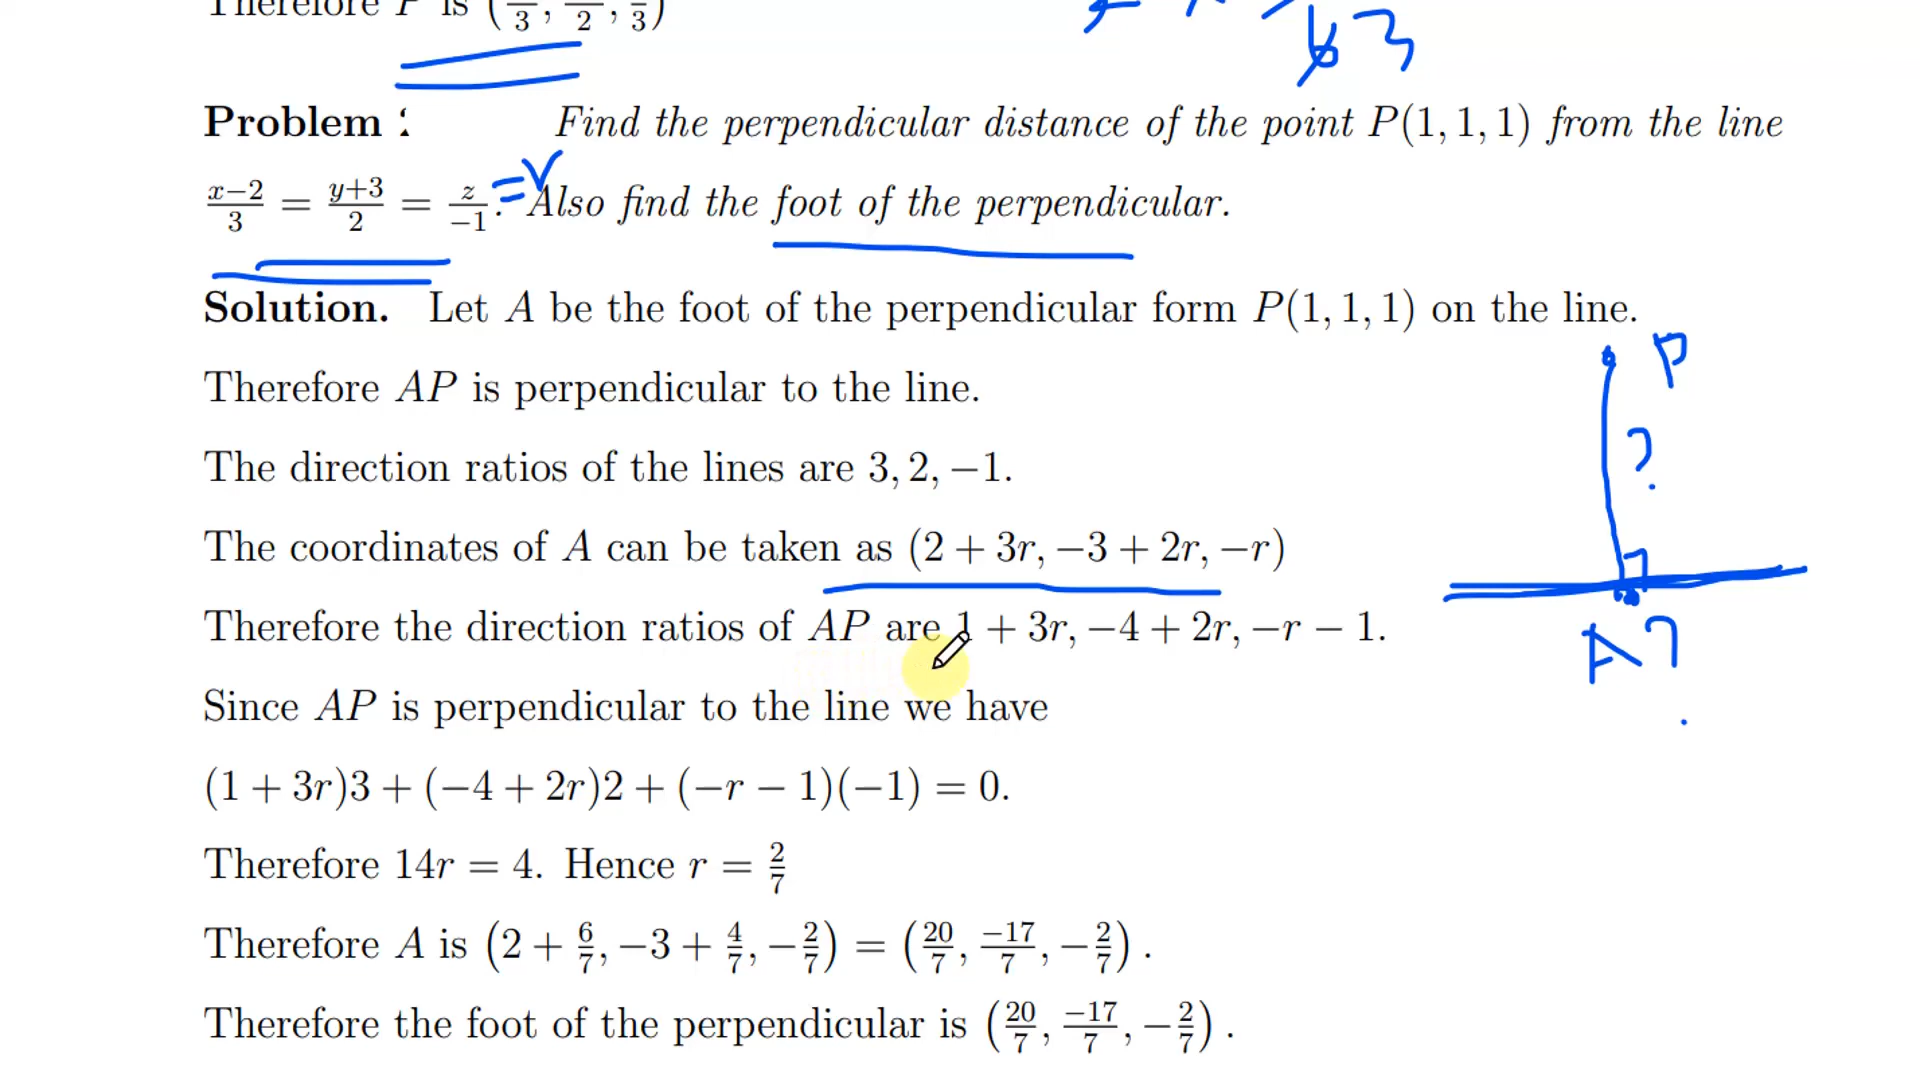 Therefore P is (3, 2, 3)
63
Problem Find the perpendicular distance of the point P(1, 1, 1) from the line
x−2/3 = y+3/2 = z/−1. =r Also find the foot of the perpendicular.
Solution. Let A be the foot of the perpendicular form P(1, 1, 1) on the line.
P
Therefore AP is perpendicular to the line.
?
The direction ratios of the lines are 3, 2, −1.
The coordinates of A can be taken as (2 + 3r, −3 + 2r, −r)
Therefore the direction ratios of AP are 1 + 3r, −4 + 2r, −r − 1.
A ?
Since AP is perpendicular to the line we have
(1 + 3r)3 + (−4 + 2r)2 + (−r − 1)(−1) = 0.
Therefore 14r = 4. Hence r = 2/7
Therefore A is (2 + 6/7, −3 + 4/7, −2/7) = (20/7, −17/7, −2/7).
Therefore the foot of the perpendicular is (20/7, −17/7, −2/7).